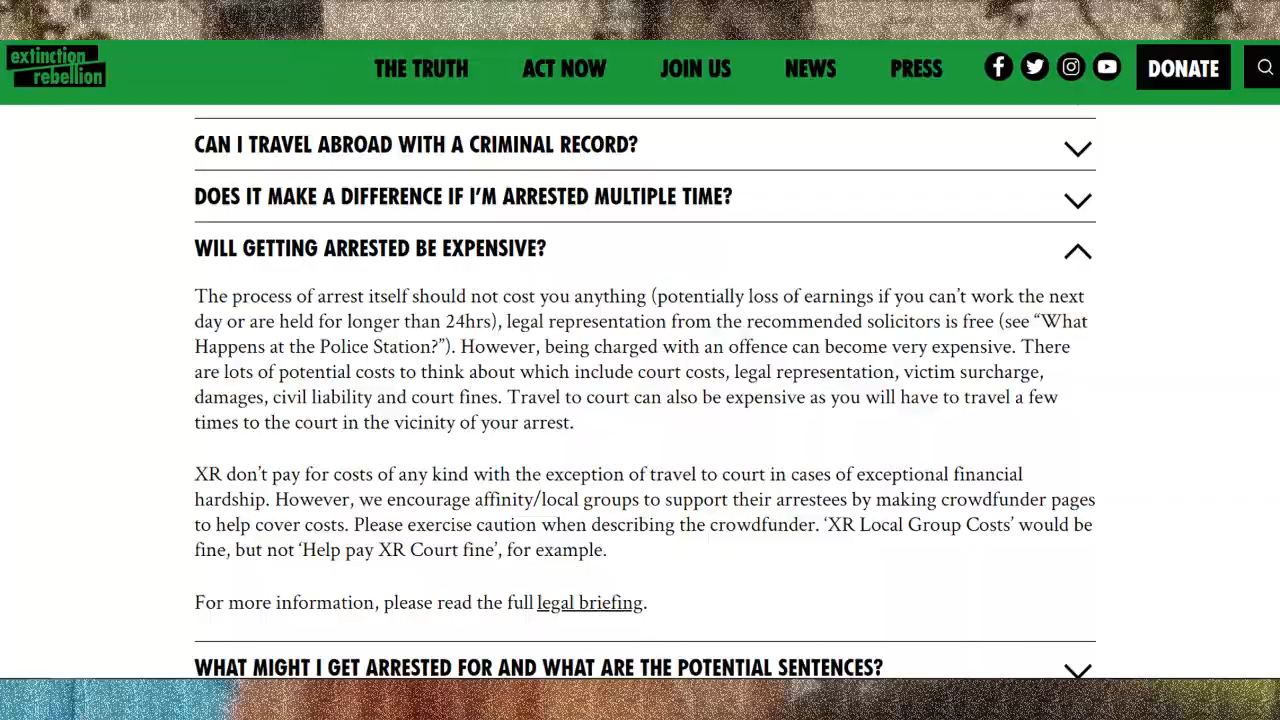 extinction
rebellion
THE TRUTH ACT NOW JOIN US NEWS PRESS DONATE
CAN I TRAVEL ABROAD WITH A CRIMINAL RECORD?
DOES IT MAKE A DIFFERENCE IF I'M ARRESTED MULTIPLE TIME?
WILL GETTING ARRESTED BE EXPENSIVE?
The process of arrest itself should not cost you anything (potentially loss of earnings if you can't work the next
day or are held for longer than 24hrs), legal representation from the recommended solicitors is free (see “What
Happens at the Police Station?”). However, being charged with an offence can become very expensive. There
are lots of potential costs to think about which include court costs, legal representation, victim surcharge,
damages, civil liability and court fines. Travel to court can also be expensive as you will have to travel a few
times to the court in the vicinity of your arrest.
XR don't pay for costs of any kind with the exception of travel to court in cases of exceptional financial
hardship. However, we encourage affinity/local groups to support their arrestees by making crowdfunder pages
to help cover costs. Please exercise caution when describing the crowdfunder. ‘XR Local Group Costs’ would be
fine, but not ‘Help pay XR Court fine’, for example.
For more information, please read the full legal briefing.
WHAT MIGHT I GET ARRESTED FOR AND WHAT ARE THE POTENTIAL SENTENCES?